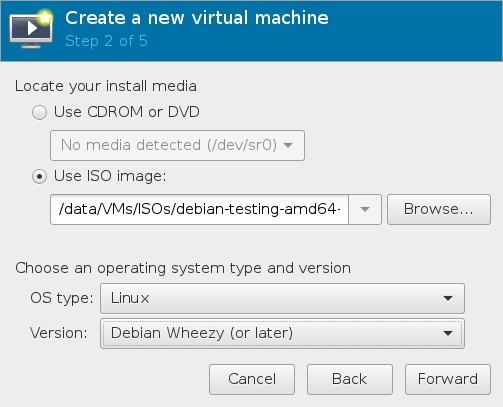 Create a new virtual machine
Step 2 of 5
Locate your install media
Use CDROM or DVD
No media detected (/dev/sr0)
Use ISO image:
/data/VMs/ISOs/debian-testing-amd64-
Browse...
Choose an operating system type and version
OS type: Linux
Version: Debian Wheezy (or later)
Cancel Back Forward